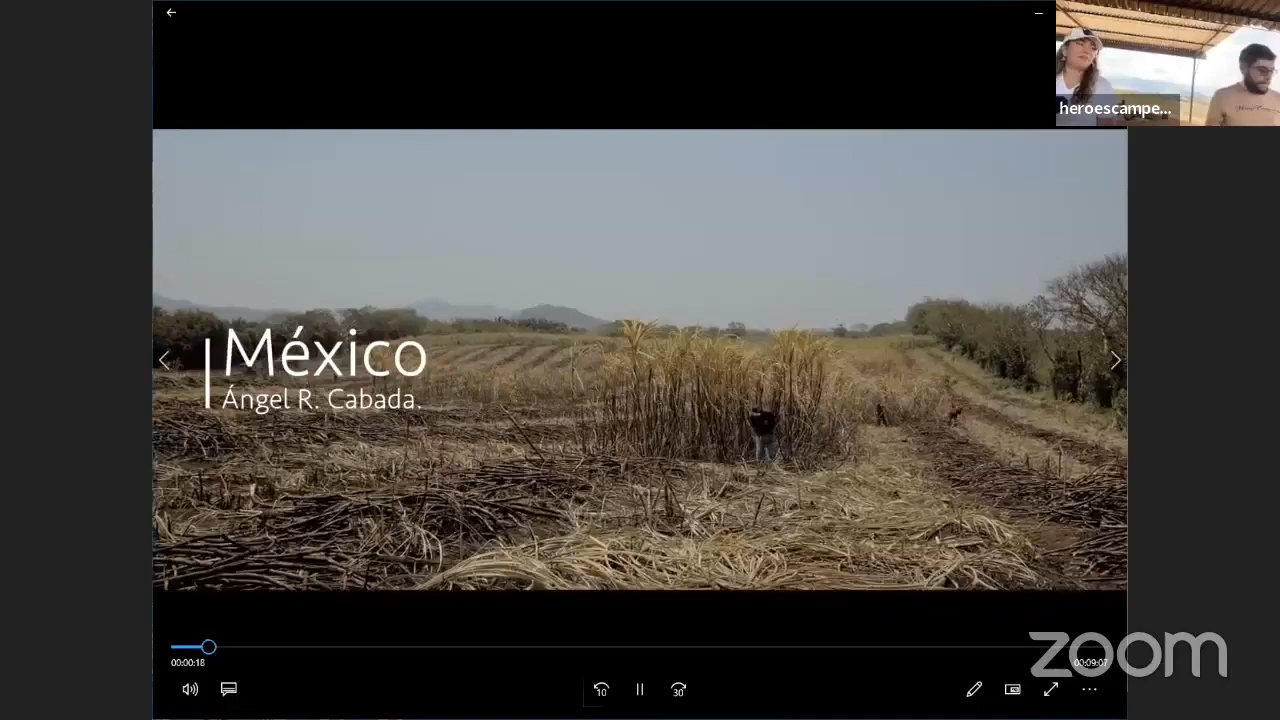 heroescampe...
México
Ángel R. Cabada.
00:00:18
00:09:07
10
30
zoom